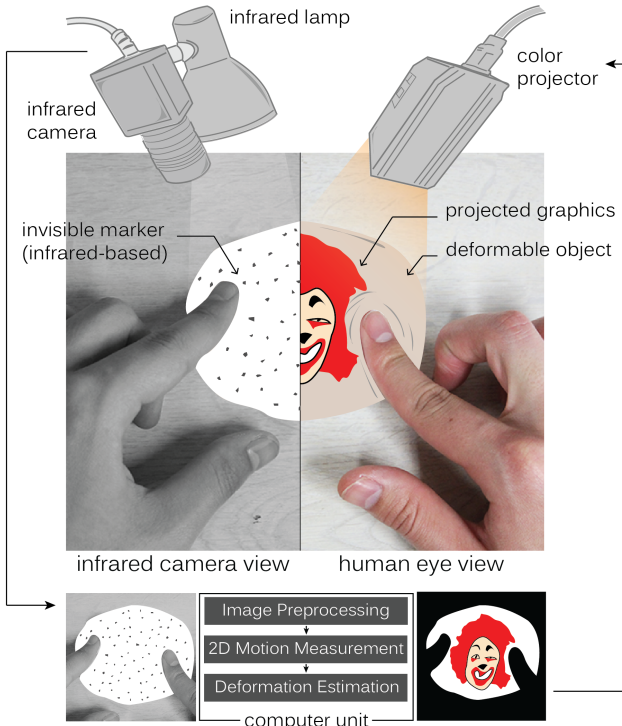 infrared lamp
color
projector
infrared
camera
projected graphics
invisible marker
(infrared-based)
deformable object
infrared camera view
human eye view
Image Preprocessing
2D Motion Measurement
Deformation Estimation
computer unit